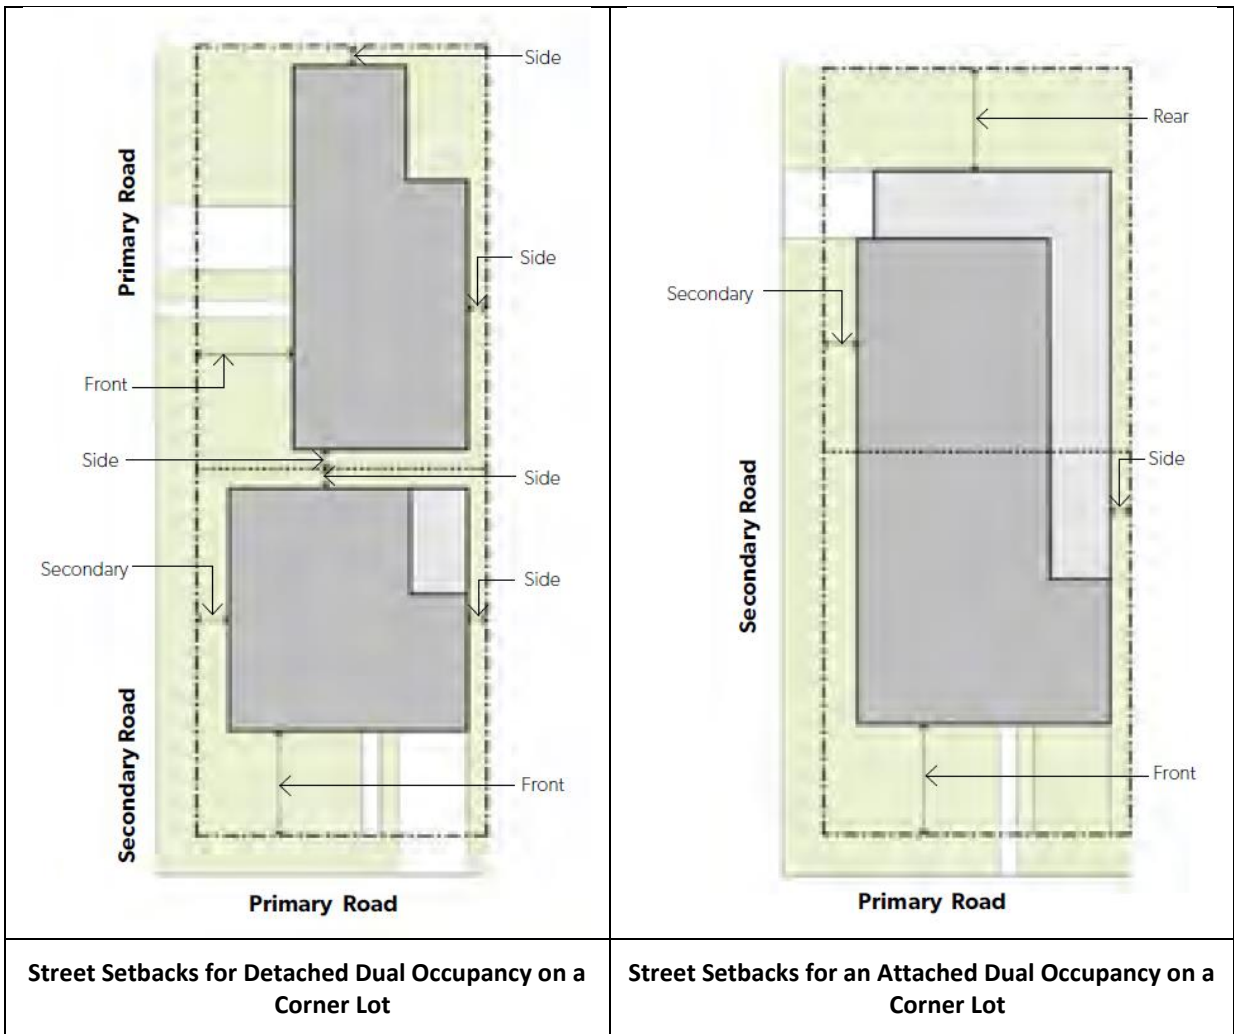 Side
Primary Road
Side
Front
Side
Side
Secondary
Side
Secondary Road
Front
Primary Road
Rear
Secondary
Side
Secondary Road
Front
Primary Road
Street Setbacks for Detached Dual Occupancy on a
Corner Lot
Street Setbacks for an Attached Dual Occupancy on a
Corner Lot